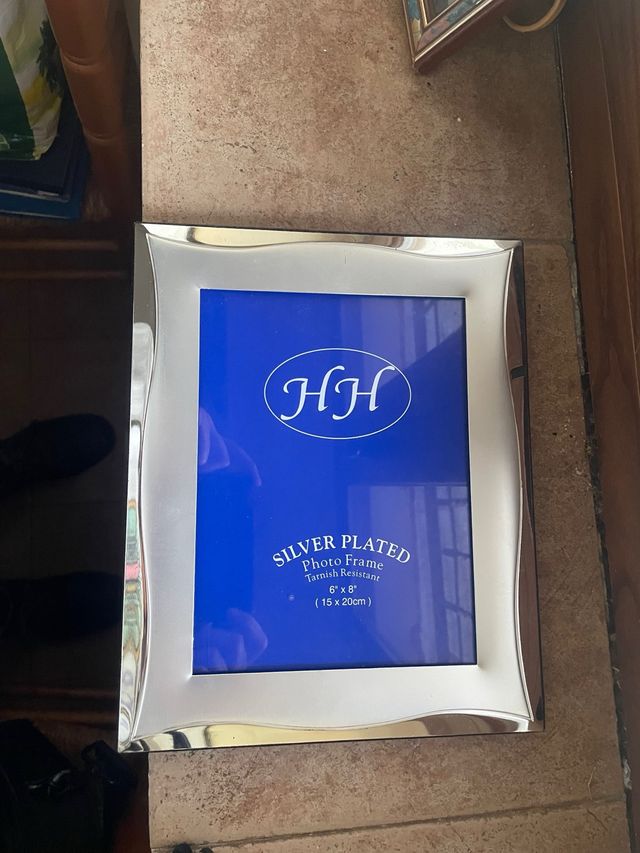 HH
SILVER PLATED
Photo Frame
Tarnish Resistant
6" x 8"
( 15 x 20cm )